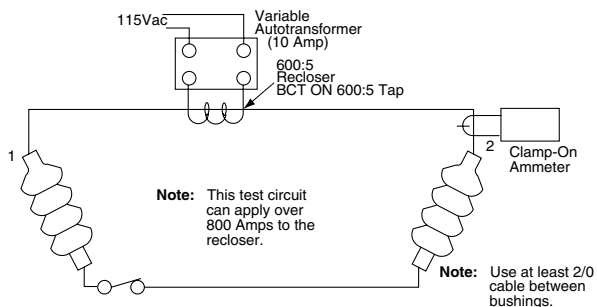 115Vac
Variable
Autotransformer
(10 Amp)
600:5
Recloser
BCT ON 600:5 Tap
1
2
Clamp-On
Ammeter
Note: This test circuit
can apply over
800 Amps to the
recloser.
Note: Use at least 2/0
cable between
bushings.